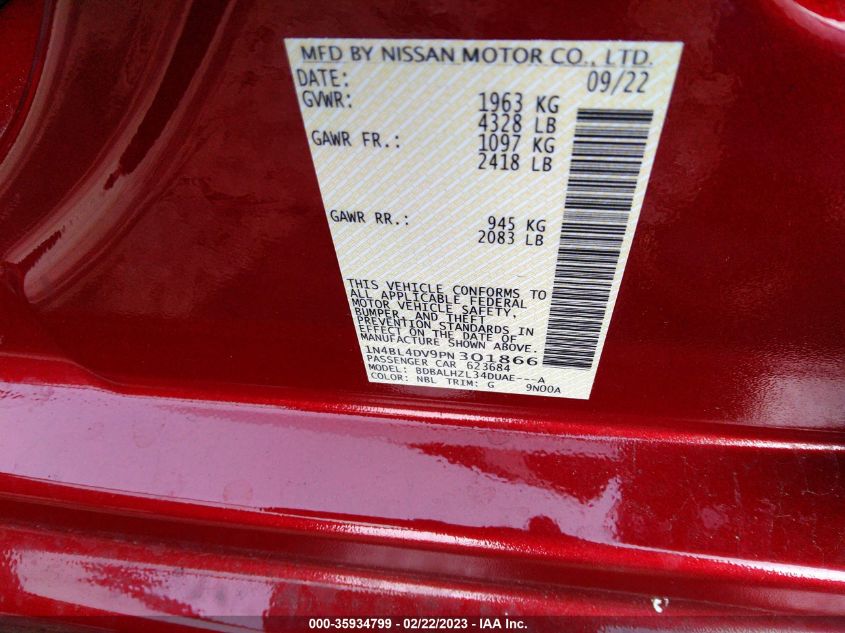 MFD BY NISSAN MOTOR CO., LTD.
DATE: 09/22
GVWR: 1963 KG
4328 LB
GAWR FR.: 1097 KG
2418 LB
GAWR RR.: 945 KG
2083 LB
THIS VEHICLE CONFORMS TO
ALL APPLICABLE FEDERAL
MOTOR VEHICLE SAFETY,
BUMPER, AND THEFT
PREVENTION STANDARDS IN
EFFECT ON THE DATE OF
MANUFACTURE SHOWN ABOVE.
1N4BL4DV9PN301866
PASSENGER CAR 623684
MODEL: BDBALHZL34DUAE---A
COLOR: NBL TRIM: G 9N00A
000-35934799 - 02/22/2023 - IAA Inc.